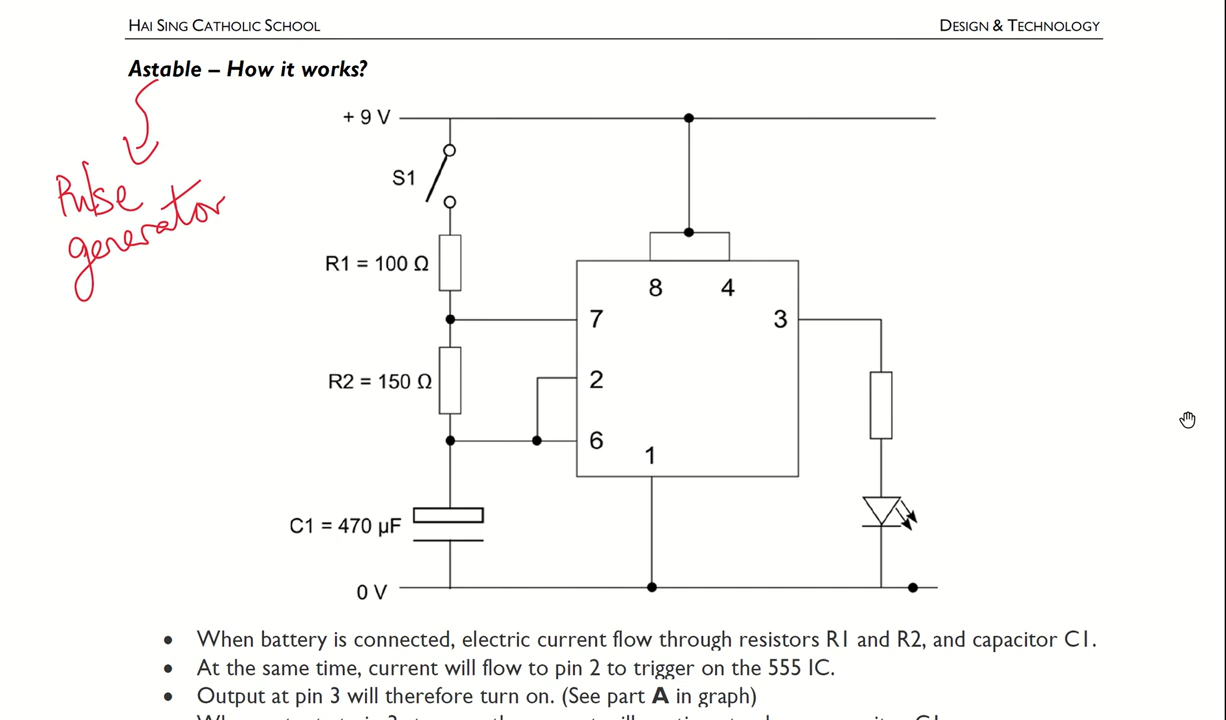 HAI SING CATHOLIC SCHOOL DESIGN & TECHNOLOGY
Astable – How it works?
Pulse
generator
+ 9 V
S1
R1 = 100 Ω
8 4
7 3
R2 = 150 Ω 2
6
1
C1 = 470 µF
0 V
• When battery is connected, electric current flow through resistors R1 and R2, and capacitor C1.
• At the same time, current will flow to pin 2 to trigger on the 555 IC.
• Output at pin 3 will therefore turn on. (See part A in graph)